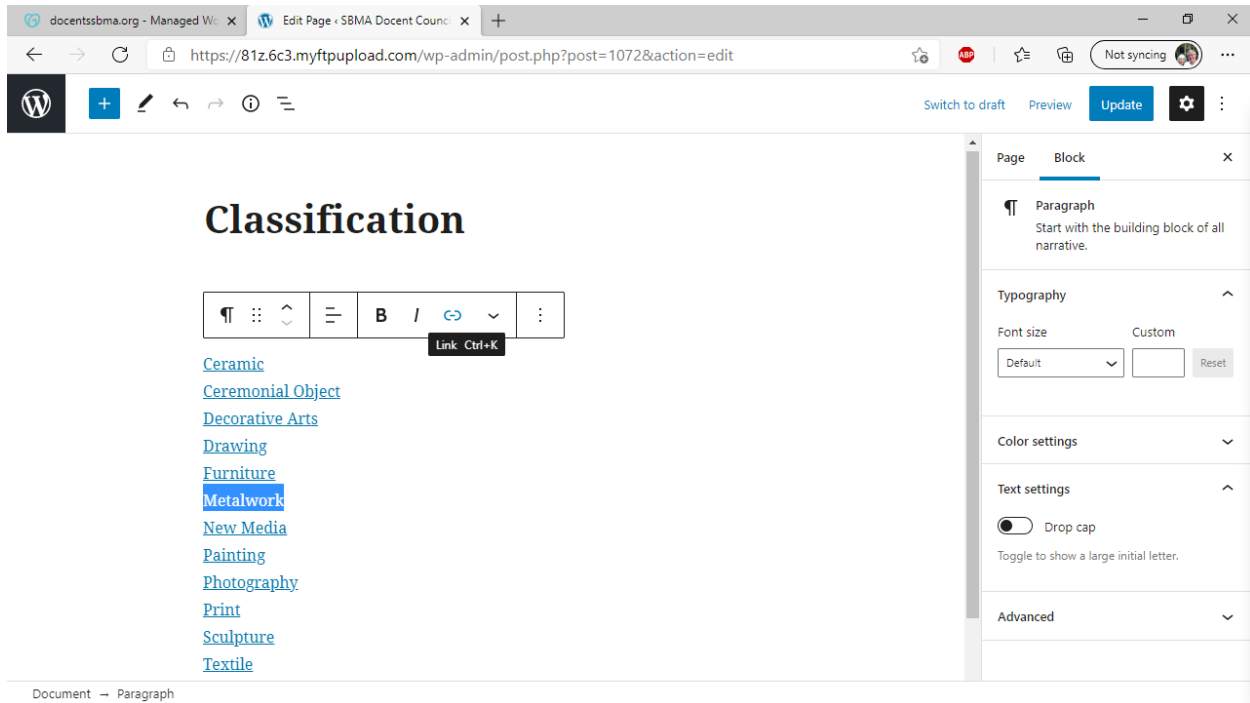 docentssbma.org - Managed Wo
Edit Page ‹ SBMA Docent Counci
https://81z.6c3.myftpupload.com/wp-admin/post.php?post=1072&action=edit
ABP
Not syncing
Switch to draft
Preview
Update
Page
Block
Paragraph
Start with the building block of all
narrative.
Classification
Typography
Font size
Custom
Default
Reset
B I
Link Ctrl+K
Ceramic
Ceremonial Object
Decorative Arts
Drawing
Furniture
Metalwork
New Media
Painting
Photography
Print
Sculpture
Textile
Color settings
Text settings
Drop cap
Toggle to show a large initial letter.
Advanced
Document → Paragraph